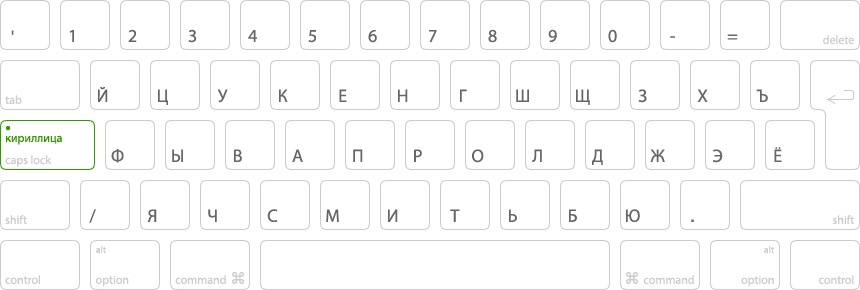 ' 1 2 3 4 5 6 7 8 9 0 - = delete
tab Й Ц У К Е Н Г Ш Щ З Х Ъ
кириллица
caps lock Ф Ы В А П Р О Л Д Ж Э Ё
shift / Я Ч С М И Т Ь Б Ю . shift
alt alt
control option command ⌘ ⌘ command option control